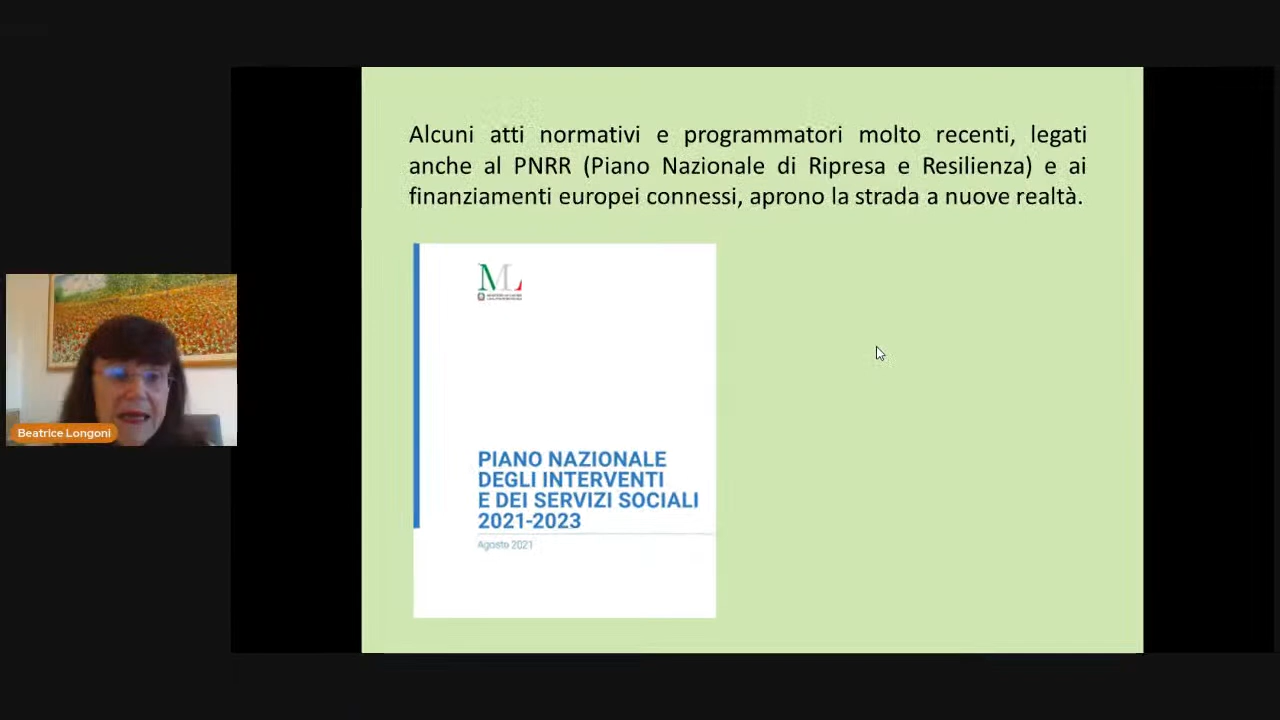 Alcuni atti normativi e programmatori molto recenti, legati
anche al PNRR (Piano Nazionale di Ripresa e Resilienza) e ai
finanziamenti europei connessi, aprono la strada a nuove realtà.
ML
PIANO NAZIONALE
DEGLI INTERVENTI
E DEI SERVIZI SOCIALI
2021-2023
Agosto 2021
Beatrice Longoni